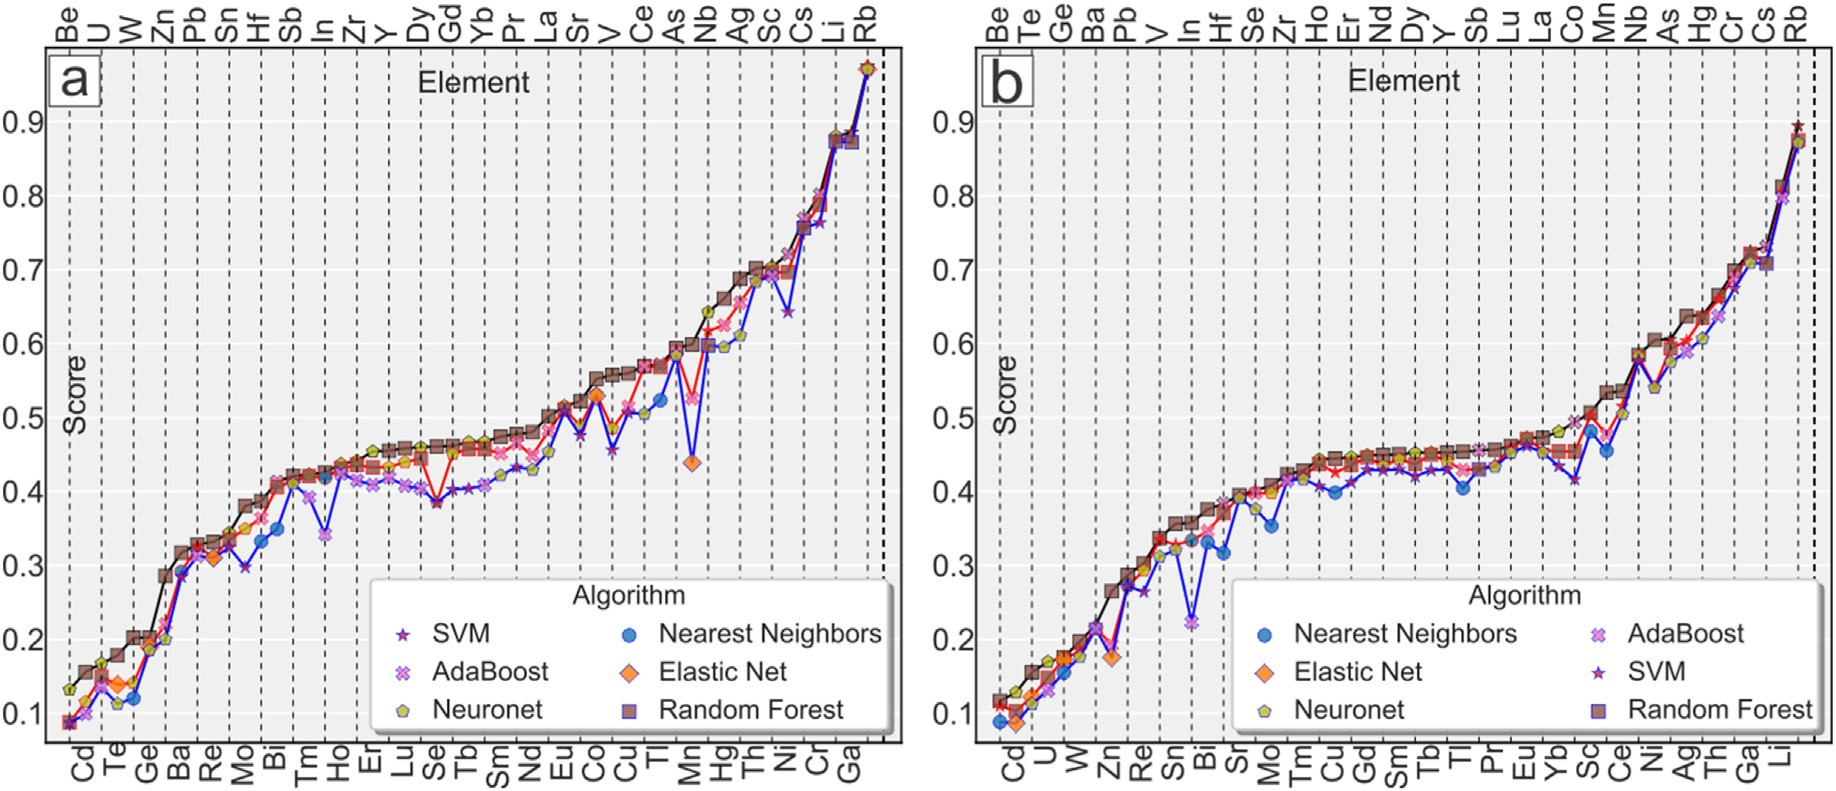 Be U W Zn Pb Sn Hf Sb In Zr Y Dy Gd Yb Pr La Sr V Ce As Nb Ag Sc Cs Li Rb
a
Element
0.9
0.8
0.7
0.6
0.5
0.4
0.3
0.2
0.1
Score
Algorithm
SVM Nearest Neighbors
AdaBoost Elastic Net
Neuronet Random Forest
Cd Te Ge Ba Re Mo Bi Tm Ho Er Lu Se Tb Sm Nd Eu Co Cu Tl Mn Hg Th Ni Cr Ga
Be Te Ge Ba Pb V In Hf Se Zr Ho Er Nd Dy Y Sb Lu La Co Mn Nb As Hg Cr Cs Rb
b
Element
0.9
0.8
0.7
0.6
0.5
0.4
0.3
0.2
0.1
Score
Algorithm
Nearest Neighbors AdaBoost
Elastic Net SVM
Neuronet Random Forest
Cd U W Zn Re Sn Bi Sr Mo Tm Cu Gd Sm Tb Tl Pr Eu Yb Sc Ce Ni Ag Th Ga Li